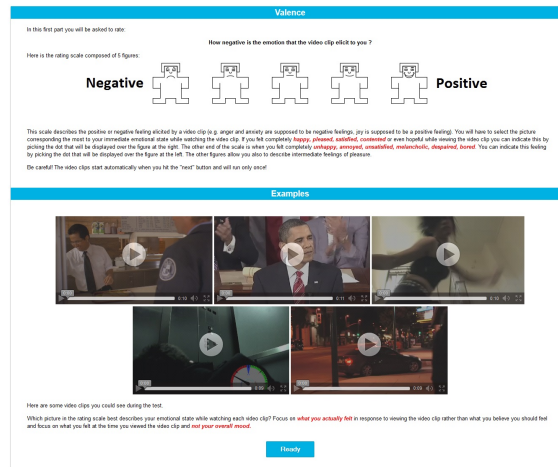 Valence
In this first part you will be asked to rate:
How negative is the emotion that the video clip elicit to you ?
Here is the rating scale composed of 5 figures:
Negative Positive
This scale describes the positive or negative feeling elicited by a video clip (e.g. anger and anxiety are supposed to be negative feelings, joy is supposed to be a positive feeling). You will have to select the picture
corresponding the most to your immediate emotional state while watching the video clip. If you felt completely happy, pleased, satisfied, contented or even hopeful while viewing the video clip you can indicate this by
picking the dot that will be displayed over the figure at the right. The other end of the scale is when you felt completely unhappy, annoyed, unsatisfied, melancholic, despaired, bored. You can indicate this feeling
by picking the dot that will be displayed over the figure at the left. The other figures allow you also to describe intermediate feelings of pleasure.
Be careful! The video clips start automatically when you hit the "next" button and will run only once!
Examples
0:11
0:00
Here are some video clips you could see during the test.
Which picture in the rating scale best describes your emotional state while watching each video clip? Focus on what you actually felt in response to viewing the video clip rather than what you believe you should feel
and focus on what you felt at the time you viewed the video clip and not your overall mood.
Ready